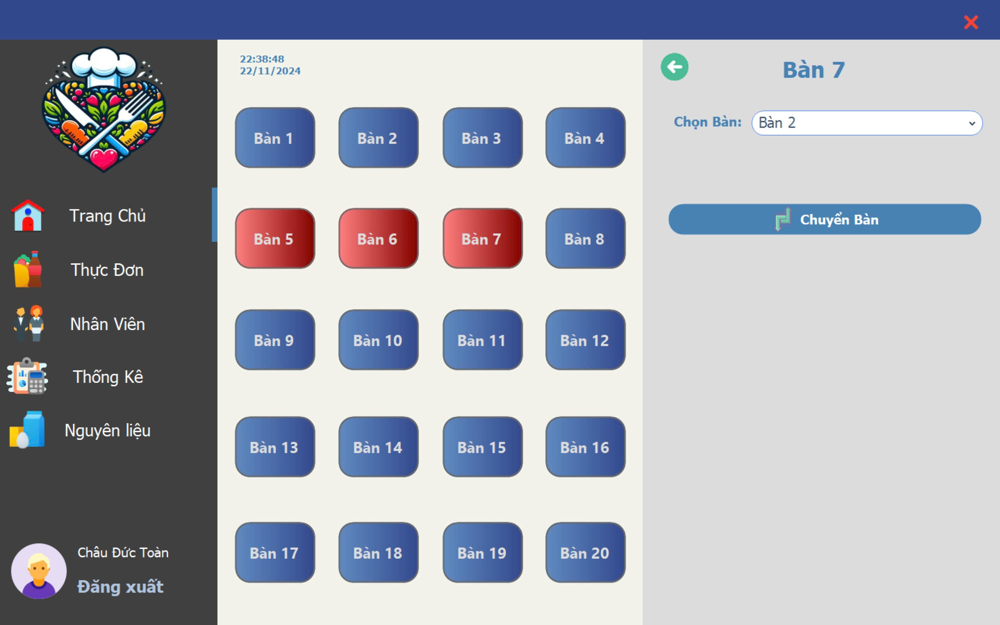 22:38:48
22/11/2024
Trang Chủ
Thực Đơn
Nhân Viên
Thống Kê
Nguyên liệu
Châu Đức Toàn
Đăng xuất
Bàn 1
Bàn 2
Bàn 3
Bàn 4
Bàn 5
Bàn 6
Bàn 7
Bàn 8
Bàn 9
Bàn 10
Bàn 11
Bàn 12
Bàn 13
Bàn 14
Bàn 15
Bàn 16
Bàn 17
Bàn 18
Bàn 19
Bàn 20
Bàn 7
Chọn Bàn: Bàn 2
Chuyển Bàn